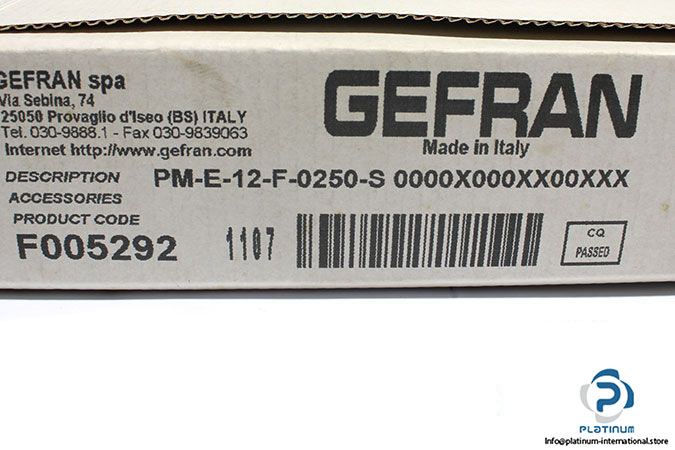 GEFRAN spa
Via Sebina, 74
25050 Provaglio d'Iseo (BS) ITALY
Tel. 030-9888.1 - Fax 030-9839063
Internet http://www.gefran.com
GEFRAN
Made in Italy
DESCRIPTION PM-E-12-F-0250-S 0000X000XX00XXX
ACCESSORIES
PRODUCT CODE
F005292 1107
CQ
PASSED
PLATINUM
Info@platinum-international.store